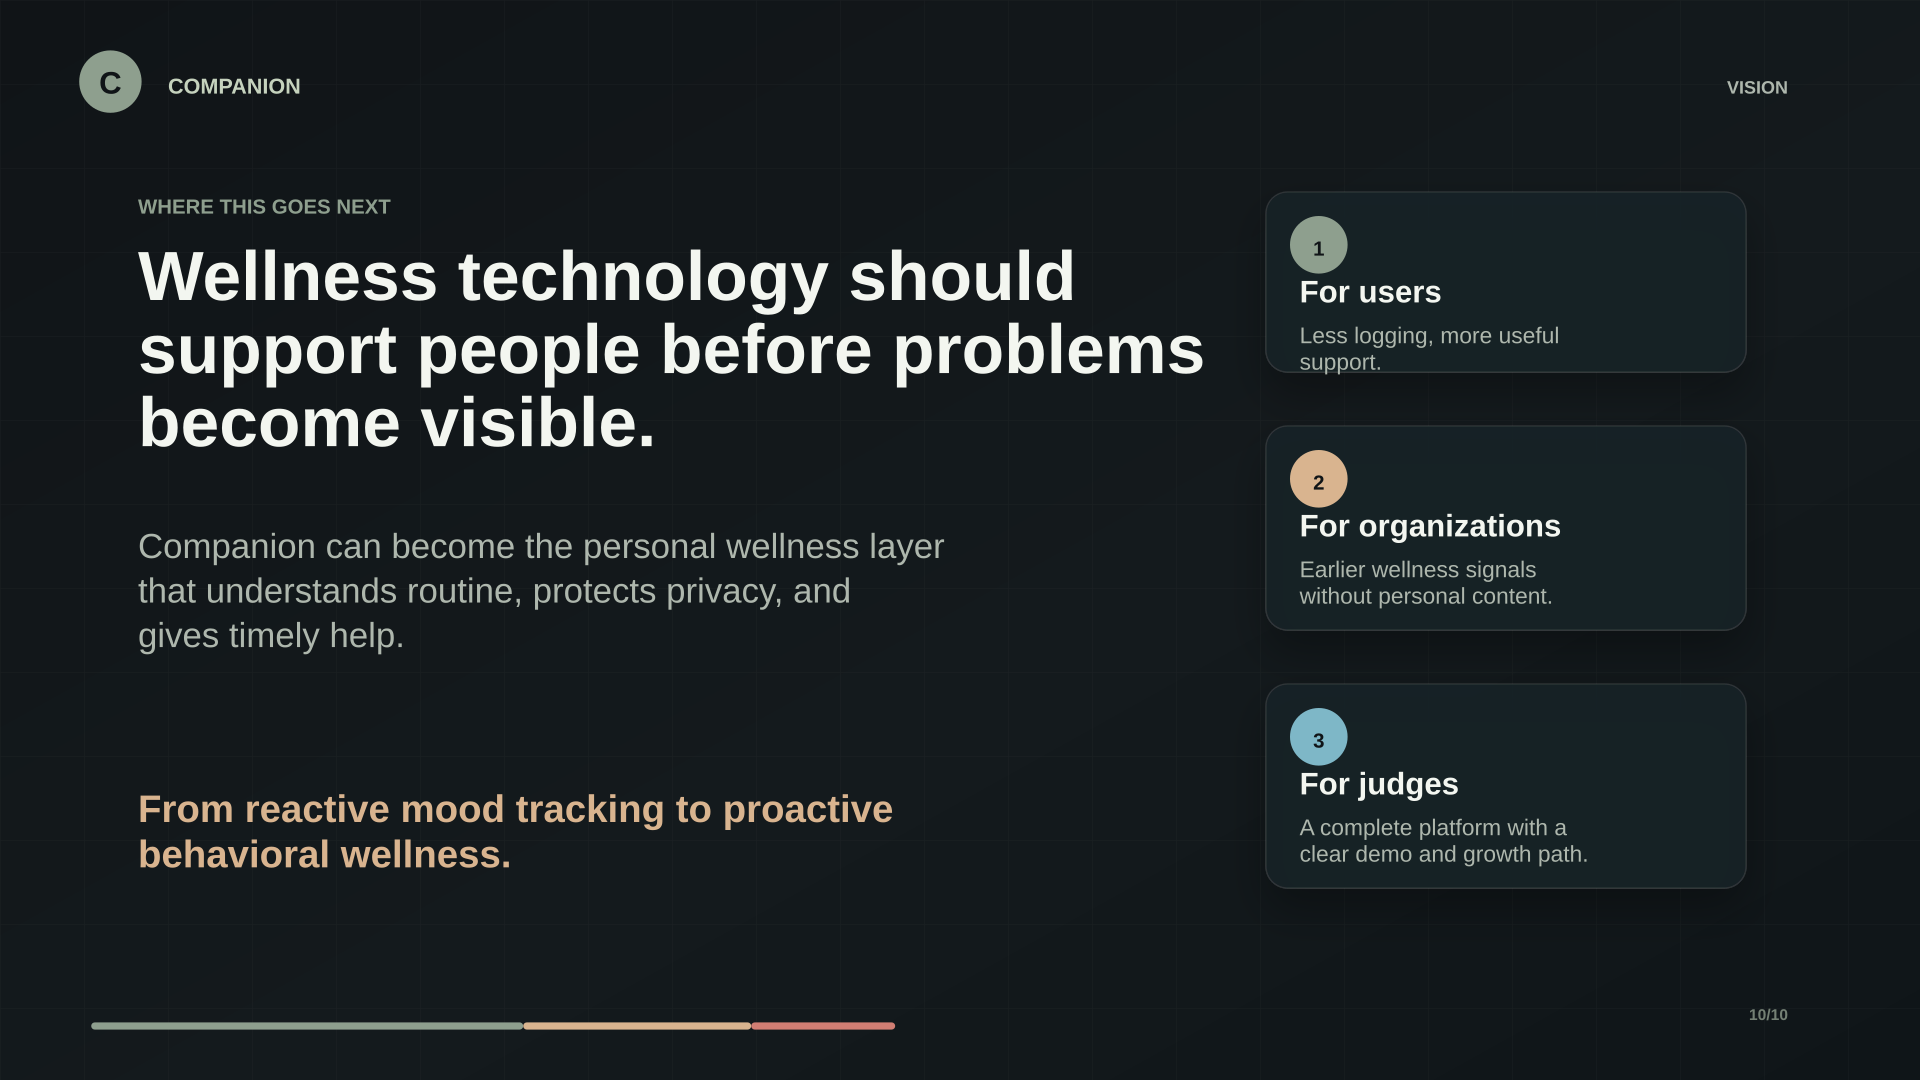 C
COMPANION
VISION
WHERE THIS GOES NEXT
Wellness technology should
support people before problems
become visible.
Companion can become the personal wellness layer
that understands routine, protects privacy, and
gives timely help.
From reactive mood tracking to proactive
behavioral wellness.
1
For users
Less logging, more useful
support.
2
For organizations
Earlier wellness signals
without personal content.
3
For judges
A complete platform with a
clear demo and growth path.
10/10